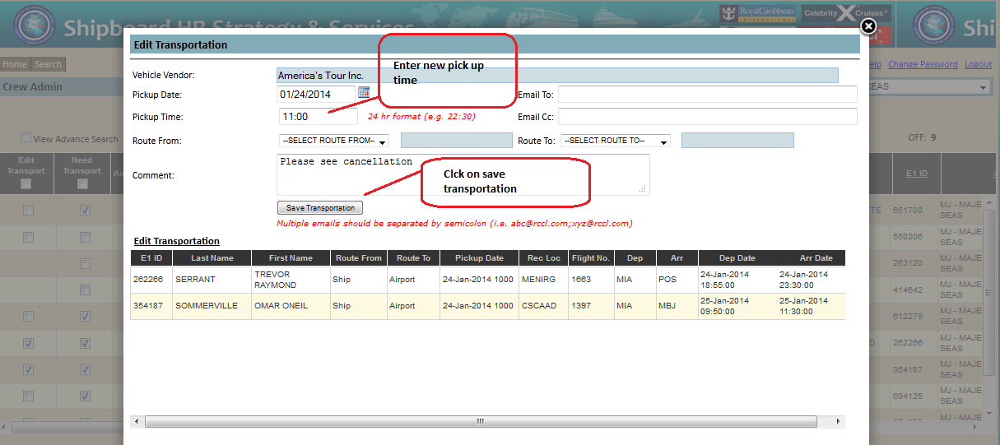 Shipboard HR Strategy & Services
RoyalCaribbean
INTERNATIONAL
Celebrity X Cruises®
Shi
Edit Transportation
Home
Search
Change Password
Logout
Enter new pick up
time
Vehicle Vendor:
America's Tour Inc.
Crew Admin
SEAS
Pickup Date:
01/24/2014
Email To:
Pickup Time:
11:00
24 hr format (e.g. 22:30)
Email Cc:
View Advance Search
Route From:
--SELECT ROUTE FROM--
Route To:
--SELECT ROUTE TO--
OFF: 9
Edit
Transport
Need
Transport
Comment:
Please see cancellation
Clck on save
transportation
E1 ID
Save Transportation
Multiple emails should be separated by semicolon (i.e. abc@rccl.com;xyz@rccl.com)
Edit Transportation
E1 ID Last Name First Name Route From Route To Pickup Date Rec Loc Flight No. Dep Arr Dep Date Arr Date
262266 SERRANT TREVOR RAYMOND Ship Airport 24-Jan-2014 1000 MENIRG 1663 MIA POS 24-Jan-2014 18:55:00 24-Jan-2014 23:30:00
354187 SOMMERVILLE OMAR ONEIL Ship Airport 24-Jan-2014 1000 CSCAAD 1397 MIA MBJ 25-Jan-2014 09:50:00 25-Jan-2014 11:30:00
651700 MJ - MAJE SEAS
550206 MJ - MAJE SEAS
263120 MJ - MAJE SEAS
414642 MJ - MAJE SEAS
612279 MJ - MAJE SEAS
262266 MJ - MAJE SEAS
354187 MJ - MAJE SEAS
694125 MJ - MAJE SEAS
MJ - MAJE